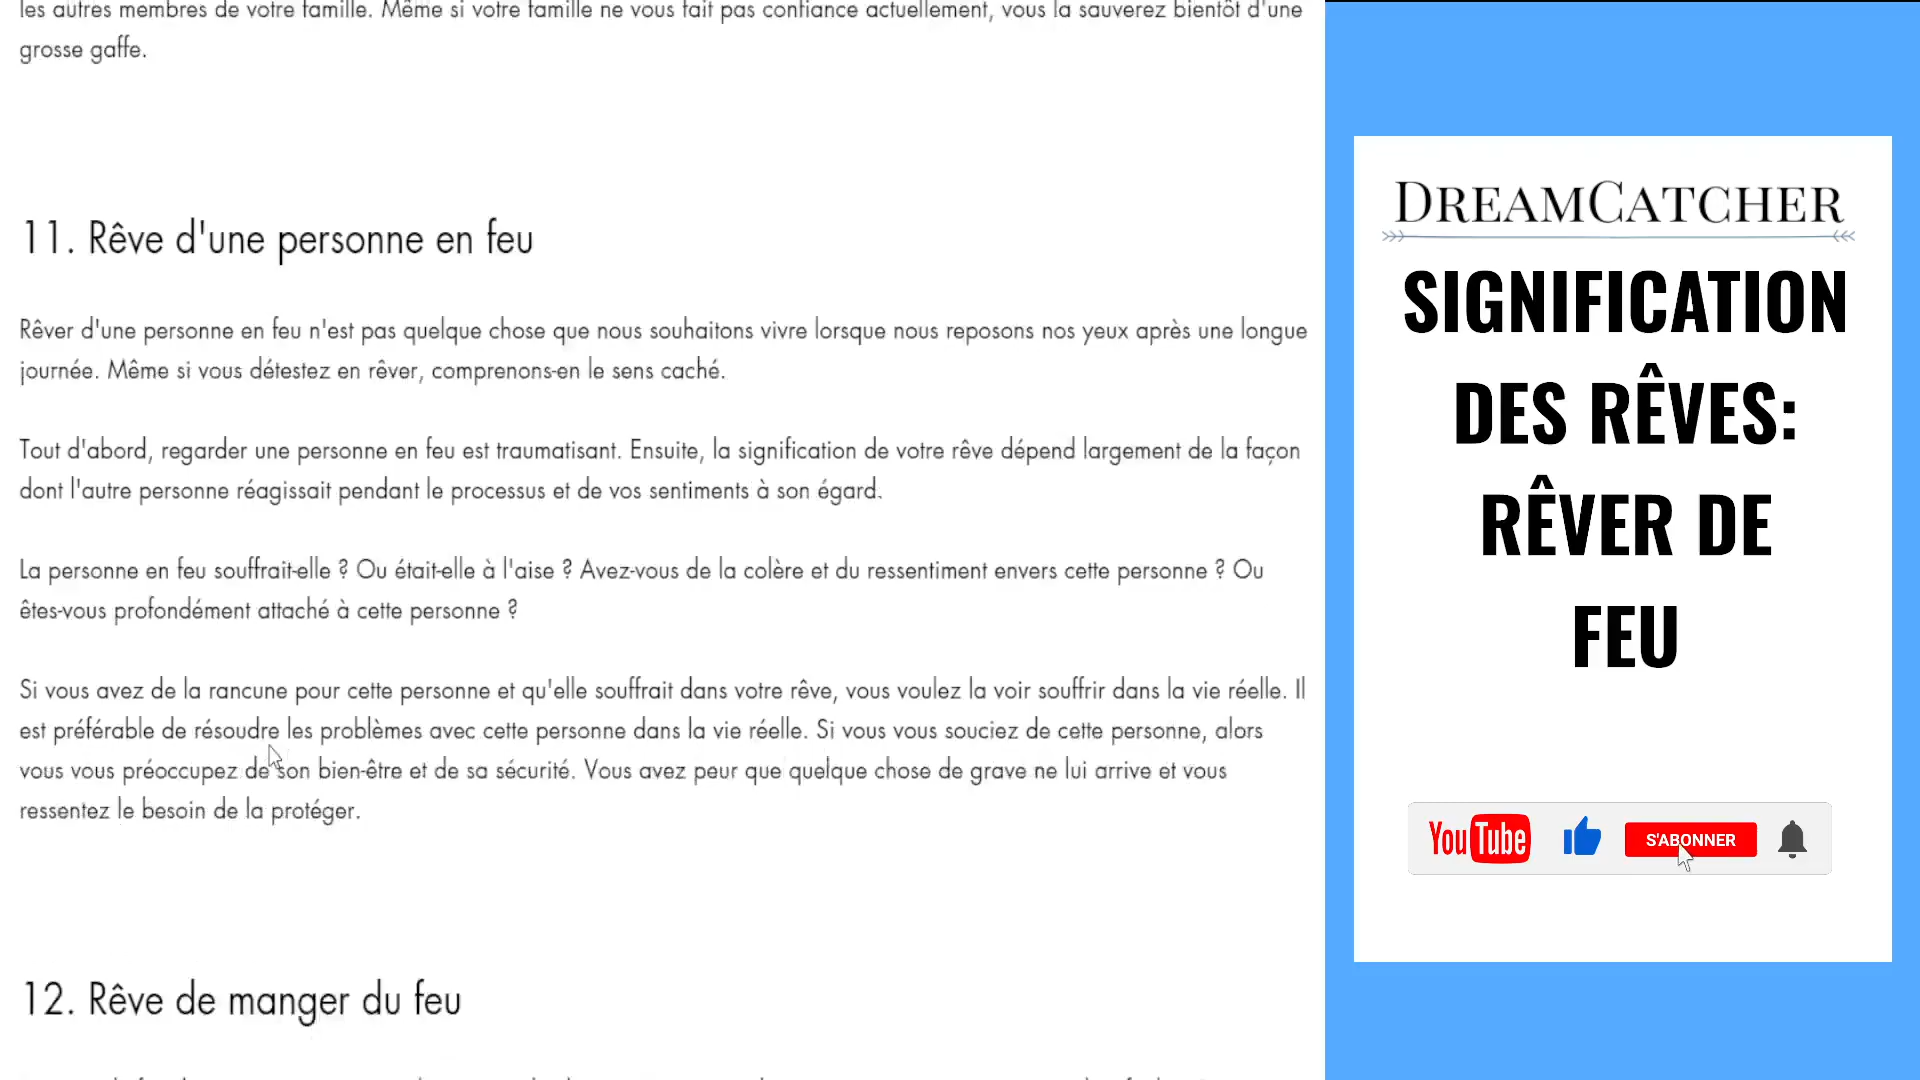 les autres membres de votre famille. Même si votre famille ne vous fait pas confiance actuellement, vous la sauverez bientôt d'une
grosse gaffe.
11. Rêve d'une personne en feu
Rêver d'une personne en feu n'est pas quelque chose que nous souhaitons vivre lorsque nous reposons nos yeux après une longue
journée. Même si vous détestez en rêver, comprenons-en le sens caché.
Tout d'abord, regarder une personne en feu est traumatisant. Ensuite, la signification de votre rêve dépend largement de la façon
dont l'autre personne réagissait pendant le processus et de vos sentiments à son égard.
La personne en feu souffrait-elle ? Ou était-elle à l'aise ? Avez-vous de la colère et du ressentiment envers cette personne ? Ou
êtes-vous profondément attaché à cette personne ?
Si vous avez de la rancune pour cette personne et qu'elle souffrait dans votre rêve, vous voulez la voir souffrir dans la vie réelle. Il
est préférable de résoudre les problèmes avec cette personne dans la vie réelle. Si vous vous souciez de cette personne, alors
vous vous préoccupez de son bien-être et de sa sécurité. Vous avez peur que quelque chose de grave ne lui arrive et vous
ressentez le besoin de la protéger.
12. Rêve de manger du feu
DREAMCATCHER
SIGNIFICATION
DES RÊVES:
RÊVER DE
FEU
YouTube
S'ABONNER